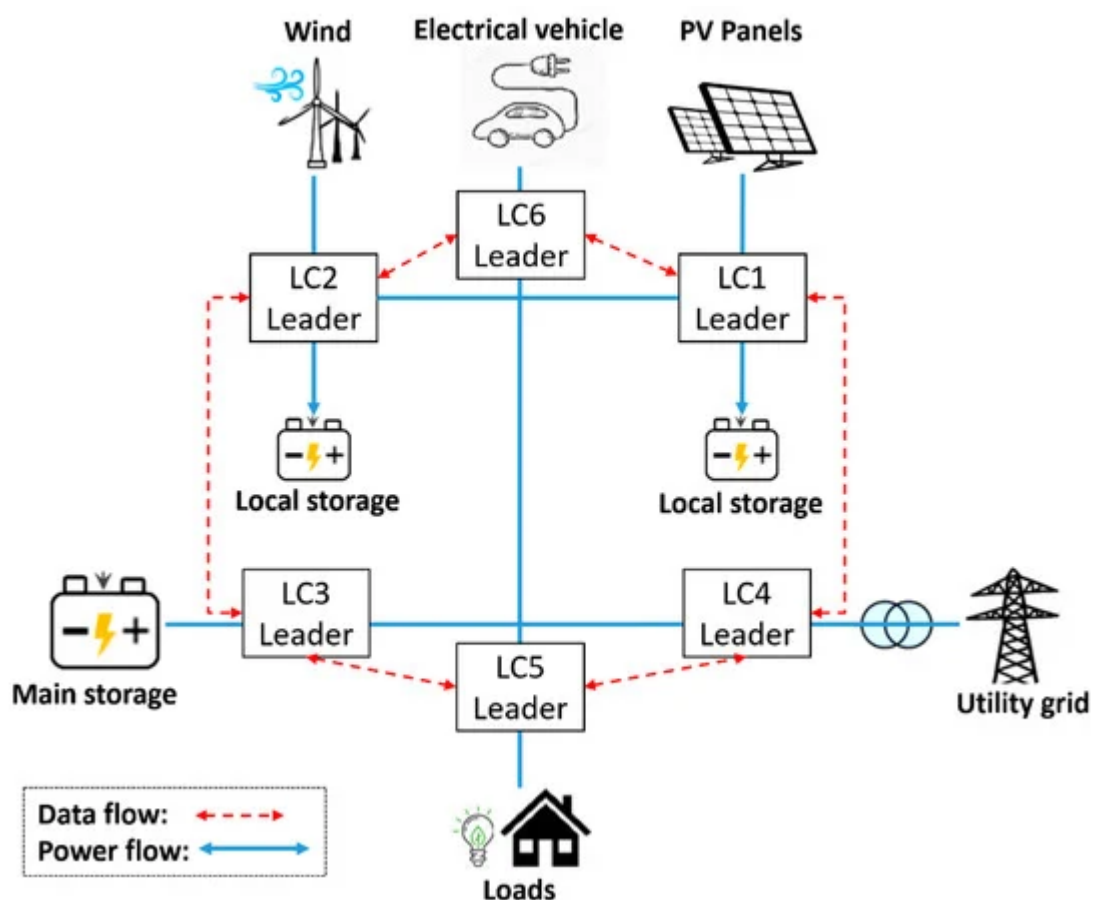 Wind
Electrical vehicle
PV Panels
LC6
Leader
LC2
Leader
LC1
Leader
Local storage
Local storage
LC3
Leader
LC4
Leader
LC5
Leader
Main storage
Utility grid
Data flow:
Power flow:
Loads